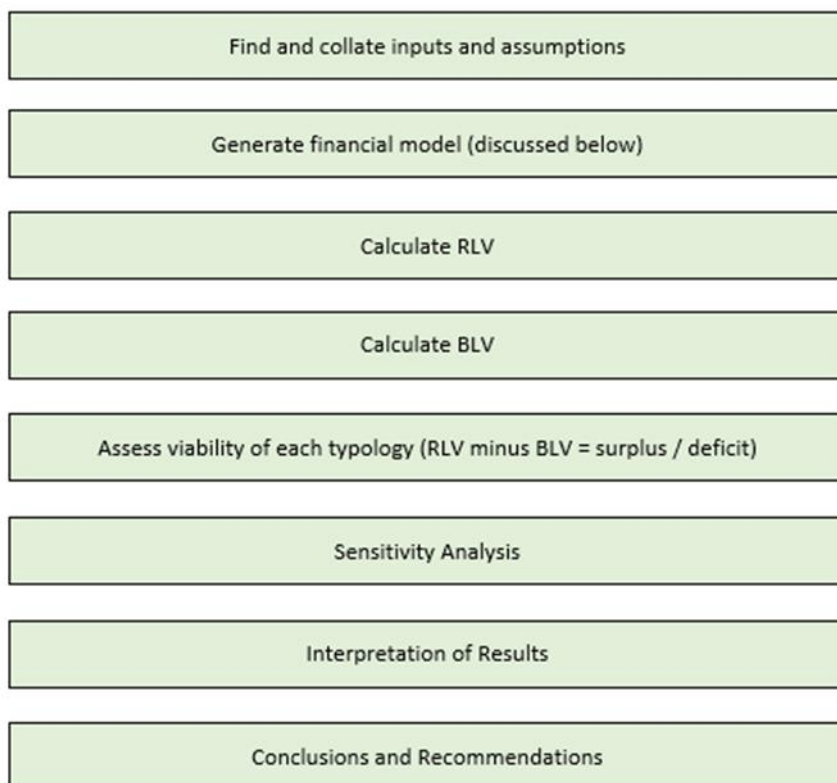 Find and collate inputs and assumptions
Generate financial model (discussed below)
Calculate RLV
Calculate BLV
Assess viability of each typology (RLV minus BLV = surplus / deficit)
Sensitivity Analysis
Interpretation of Results
Conclusions and Recommendations